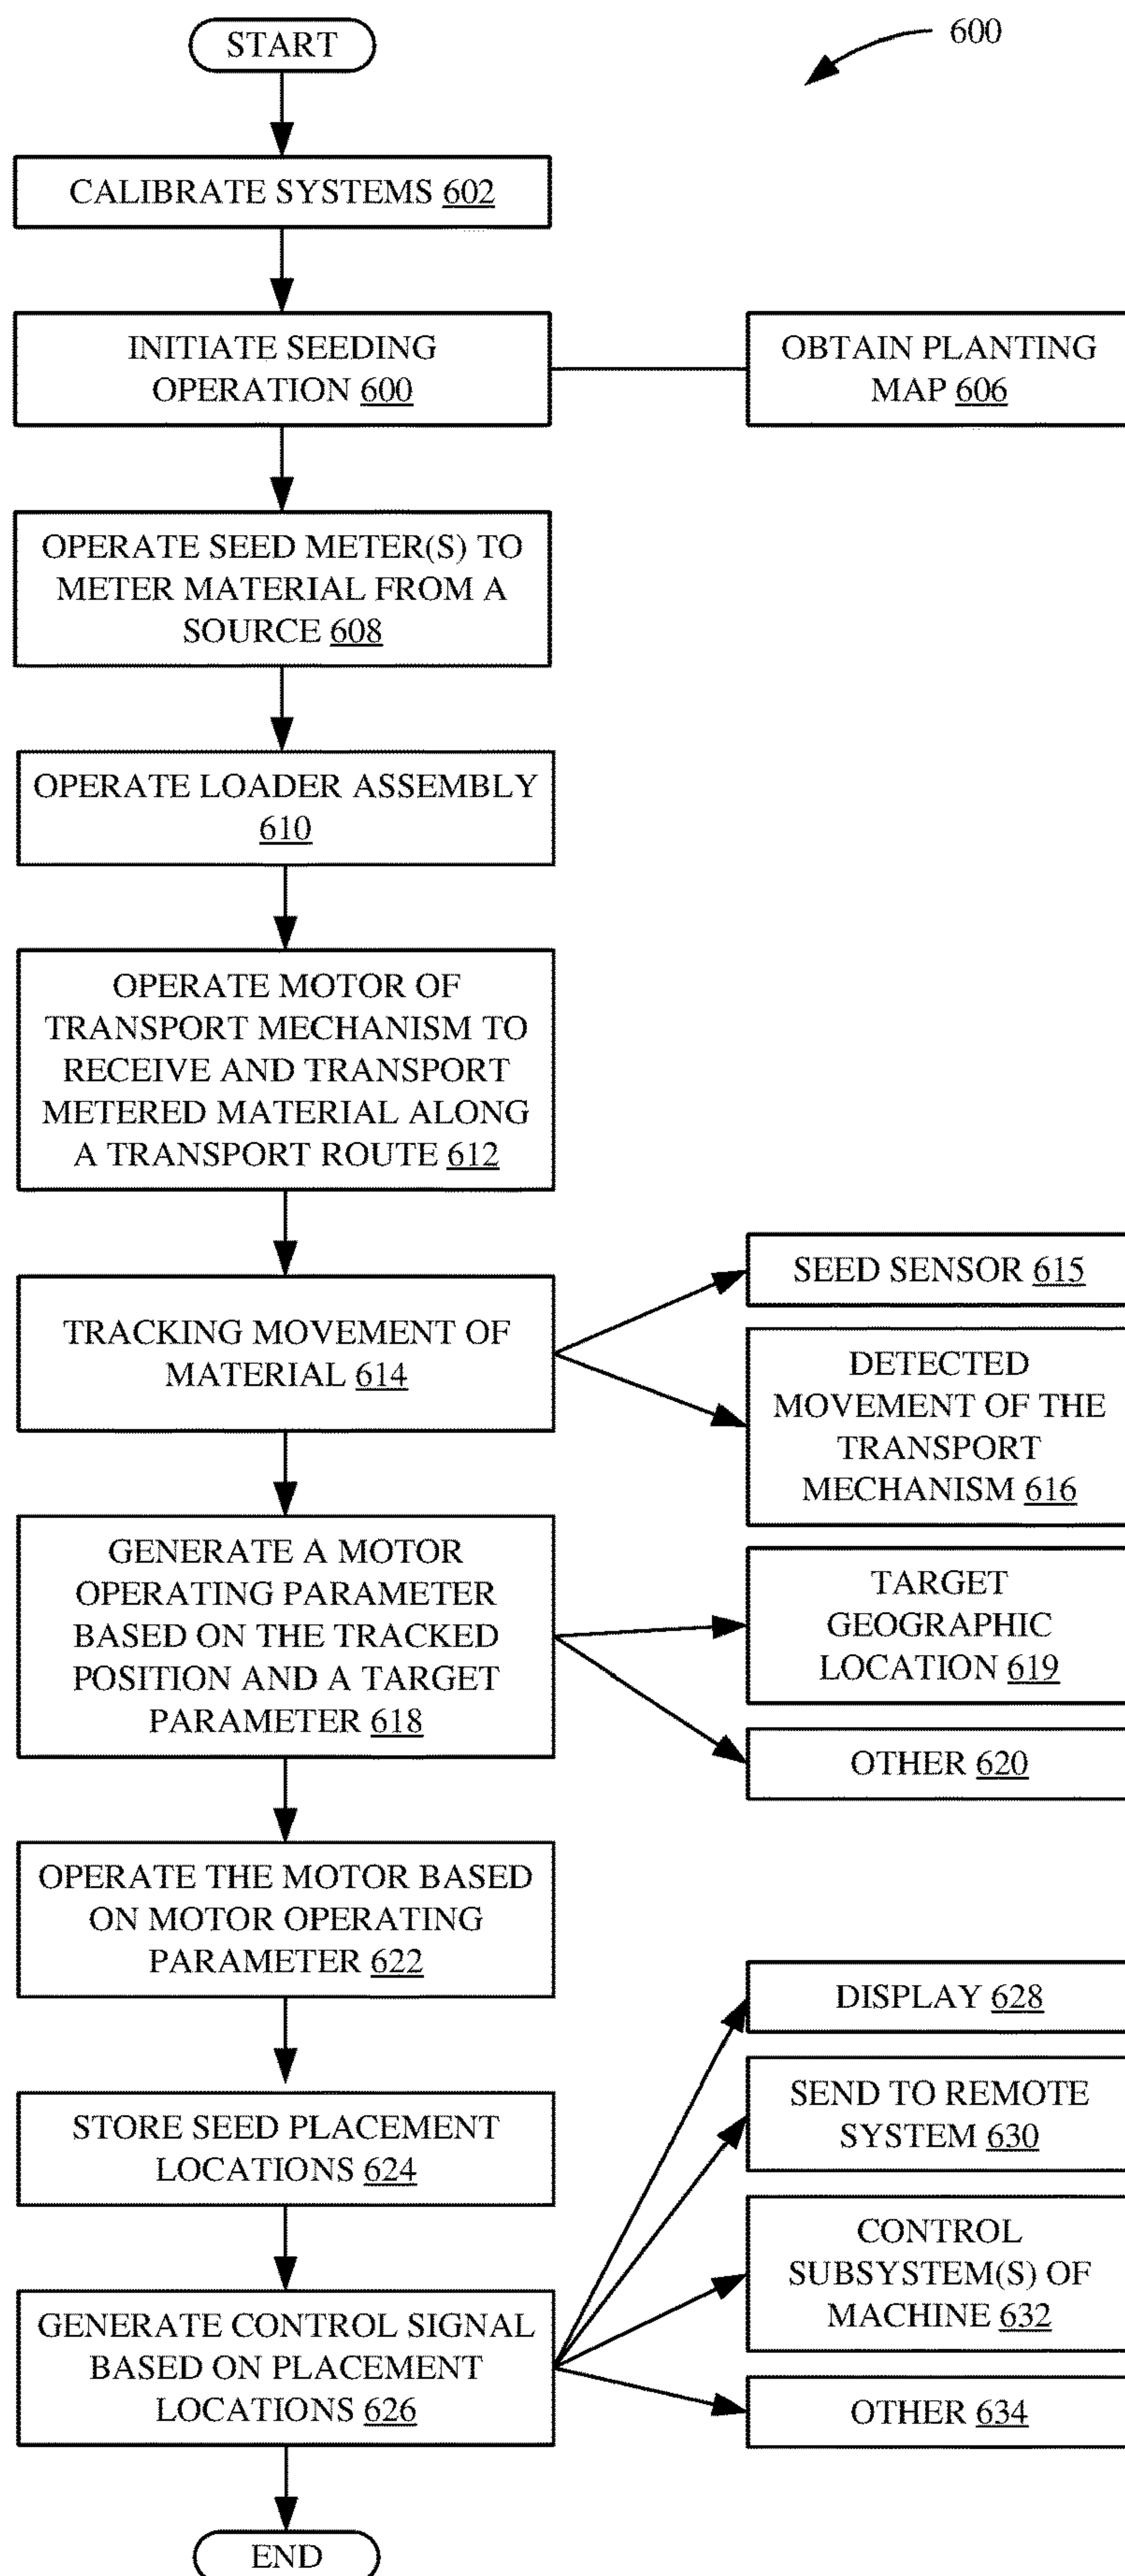 START
600
CALIBRATE SYSTEMS 602
INITIATE SEEDING
OPERATION 600
OBTAIN PLANTING
MAP 606
OPERATE SEED METER(S) TO
METER MATERIAL FROM A
SOURCE 608
OPERATE LOADER ASSEMBLY
610
OPERATE MOTOR OF
TRANSPORT MECHANISM TO
RECEIVE AND TRANSPORT
METERED MATERIAL ALONG
A TRANSPORT ROUTE 612
TRACKING MOVEMENT OF
MATERIAL 614
SEED SENSOR 615
DETECTED
MOVEMENT OF THE
TRANSPORT
MECHANISM 616
GENERATE A MOTOR
OPERATING PARAMETER
BASED ON THE TRACKED
POSITION AND A TARGET
PARAMETER 618
TARGET
GEOGRAPHIC
LOCATION 619
OTHER 620
OPERATE THE MOTOR BASED
ON MOTOR OPERATING
PARAMETER 622
STORE SEED PLACEMENT
LOCATIONS 624
GENERATE CONTROL SIGNAL
BASED ON PLACEMENT
LOCATIONS 626
DISPLAY 628
SEND TO REMOTE
SYSTEM 630
CONTROL
SUBSYSTEM(S) OF
MACHINE 632
OTHER 634
END